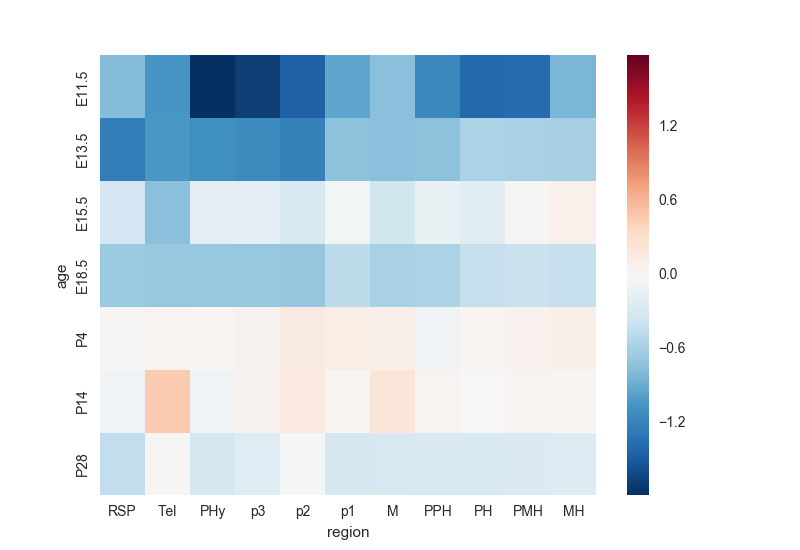 age
E11.5
E13.5
E15.5
E18.5
P4
P14
P28
RSP Tel PHy p3 p2 p1 M PPH PH PMH MH
region
1.2
0.6
0.0
−0.6
−1.2